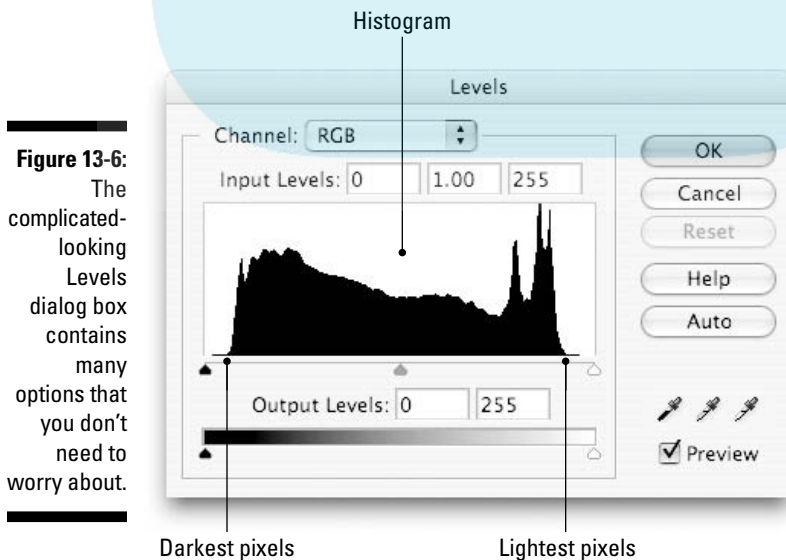 Histogram
Levels
Channel: RGB
Input Levels: 0 1.00 255
Output Levels: 0 255
OK
Cancel
Reset
Help
Auto
Preview
Darkest pixels
Lightest pixels
Figure 13-6:
The
complicated-
looking
Levels
dialog box
contains
many
options that
you don't
need to
worry about.